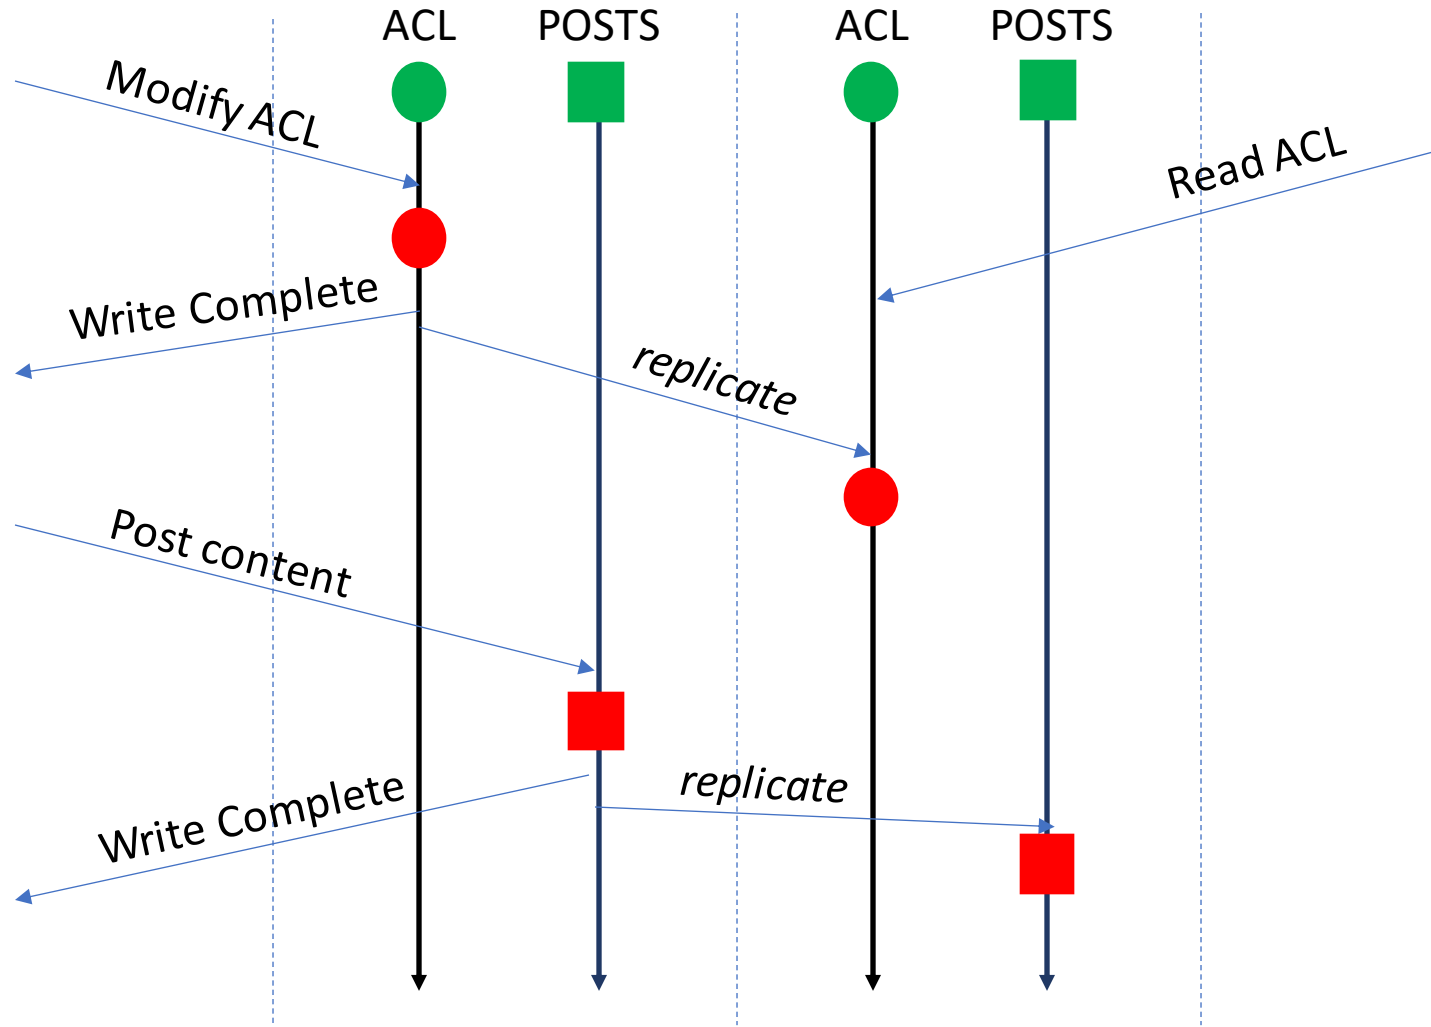 ACL
POSTS
ACL
POSTS
Modify ACL
Read ACL
Write Complete
replicate
Post content
replicate
Write Complete